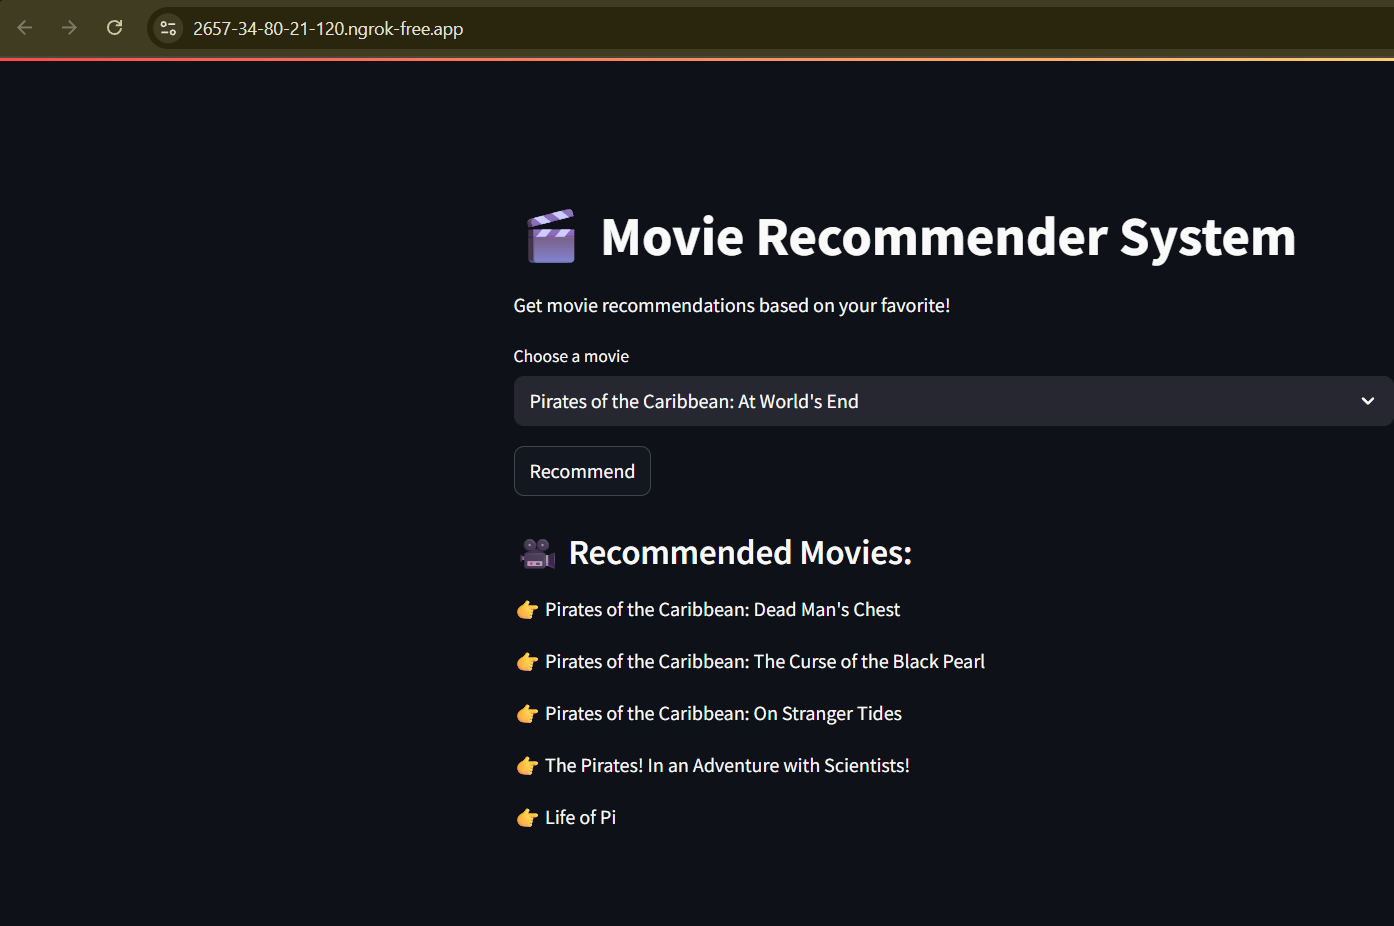 2657-34-80-21-120.ngrok-free.app
Movie Recommender System
Get movie recommendations based on your favorite!
Choose a movie
Pirates of the Caribbean: At World's End
Recommend
Recommended Movies:
👉 Pirates of the Caribbean: Dead Man's Chest
👉 Pirates of the Caribbean: The Curse of the Black Pearl
👉 Pirates of the Caribbean: On Stranger Tides
👉 The Pirates! In an Adventure with Scientists!
👉 Life of Pi